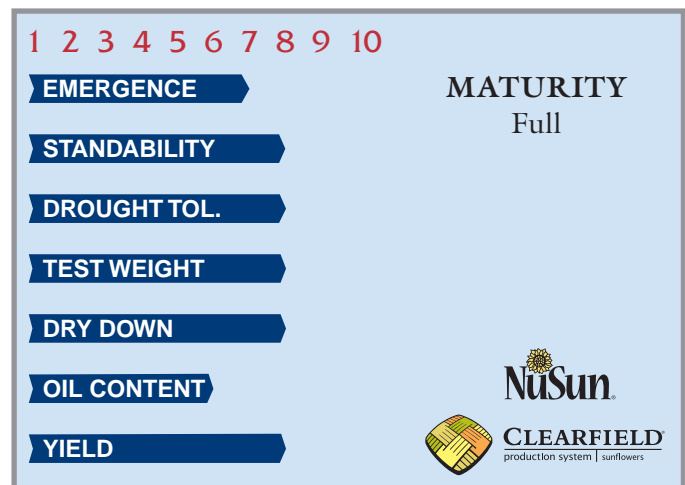 1 2 3 4 5 6 7 8 9 10
EMERGENCE
MATURITY
Full
STANDABILITY
DROUGHT TOL.
TEST WEIGHT
DRY DOWN
OIL CONTENT
YIELD
NuSun.
CLEARFIELD®
production system | sunflowers